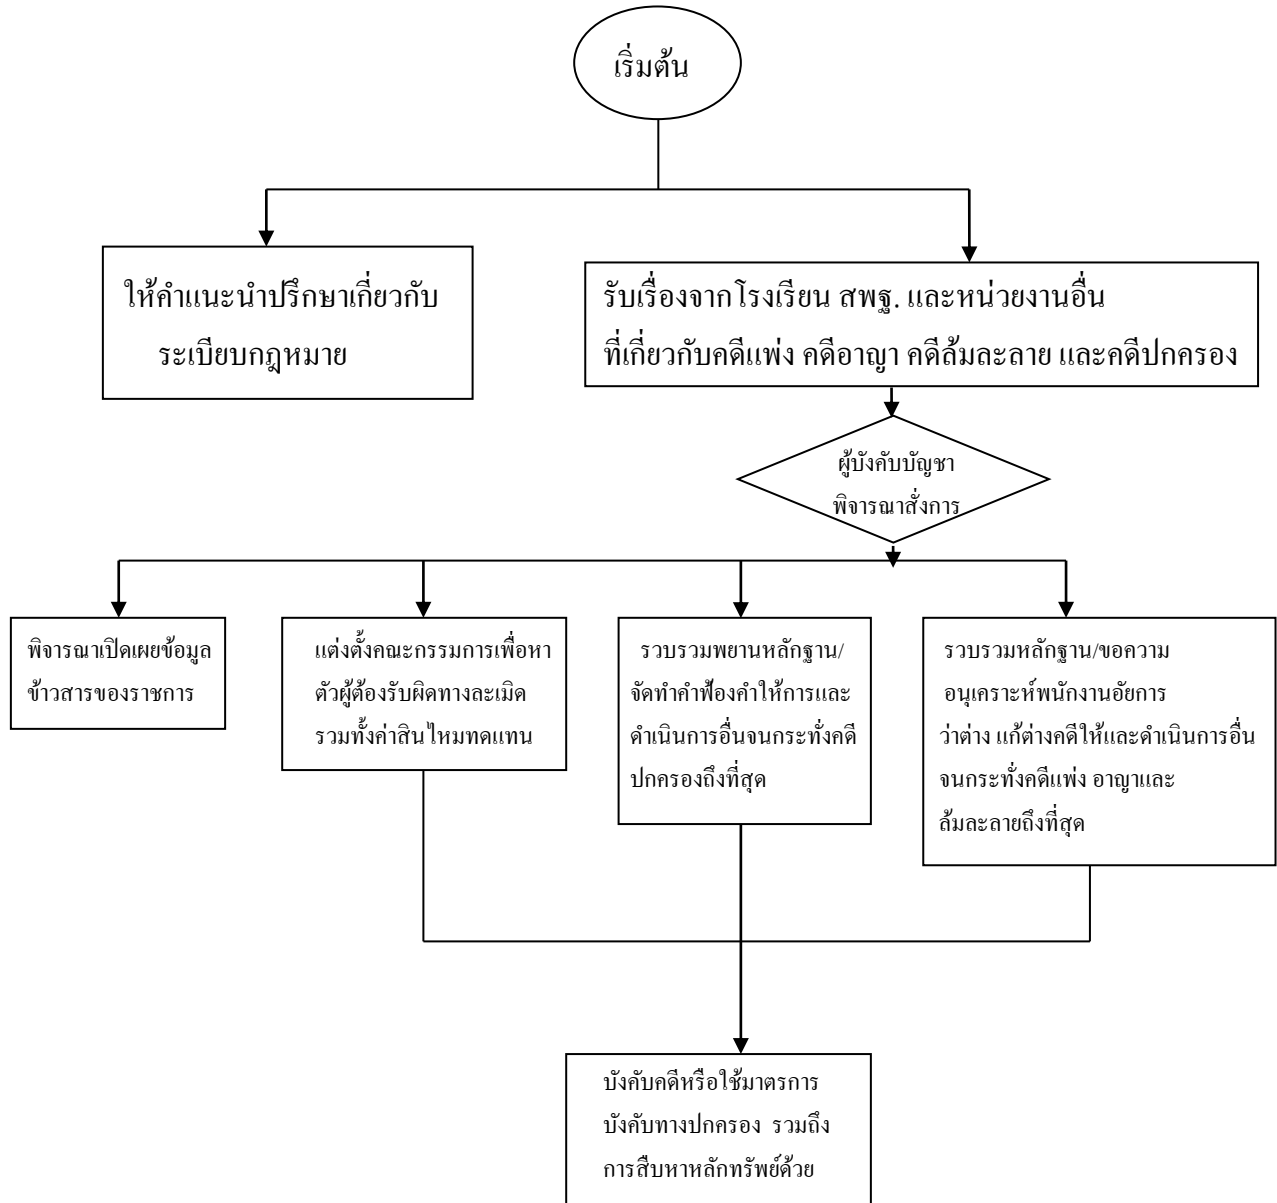 เริ่มต้น
ให้คำแนะนำปรึกษาเกี่ยวกับ
ระเบียบกฎหมาย
รับเรื่องจากโรงเรียน สพฐ. และหน่วยงานอื่น
ที่เกี่ยวกับคดีแพ่ง คดีอาญา คดีล้มละลาย และคดีปกครอง
ผู้บังคับบัญชา
พิจารณาสั่งการ
พิจารณาเปิดเผยข้อมูล
ข้าวสารของราชการ
แต่งตั้งคณะกรรมการเพื่อหา
ตัวผู้ต้องรับผิดทางละเมิด
รวมทั้งค่าสินไหมทดแทน
รวบรวมพยานหลักฐาน/
จัดทำคำฟ้องคำให้การและ
ดำเนินการอื่นจนกระทั่งคดี
ปกครองถึงที่สุด
รวบรวมหลักฐาน/ขอความ
อนุเคราะห์พนักงานอัยการ
ว่าต่าง แก้ต่างคดีให้และดำเนินการอื่น
จนกระทั่งคดีแพ่ง อาญาและ
ล้มละลายถึงที่สุด
บังคับคดีหรือใช้มาตรการ
บังคับทางปกครอง รวมถึง
การสืบหาหลักทรัพย์ด้วย